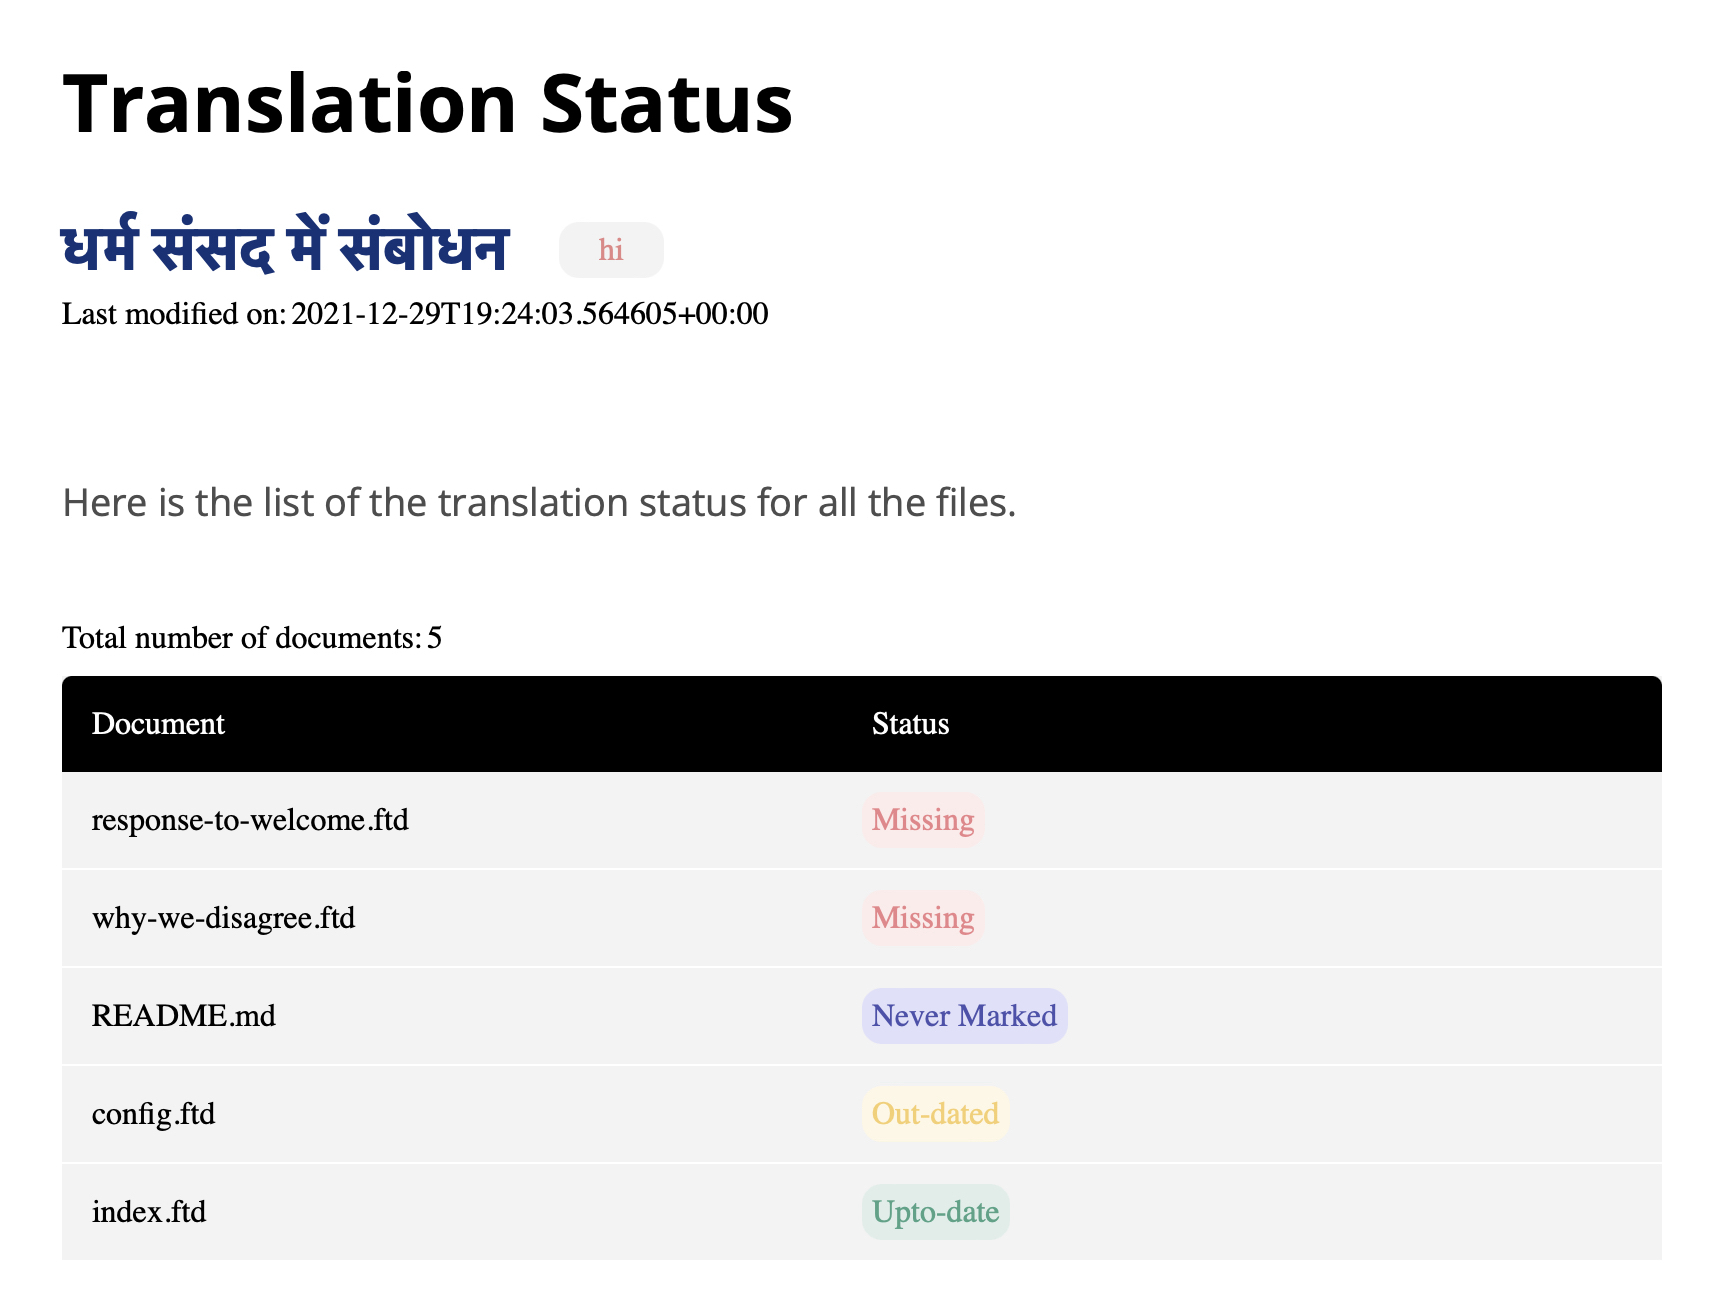 Translation Status
धर्म संसद में संबोधन hi
Last modified on: 2021-12-29T19:24:03.564605+00:00
Here is the list of the translation status for all the files.
Total number of documents: 5
Document Status
response-to-welcome.ftd Missing
why-we-disagree.ftd Missing
README.md Never Marked
config.ftd Out-dated
index.ftd Upto-date